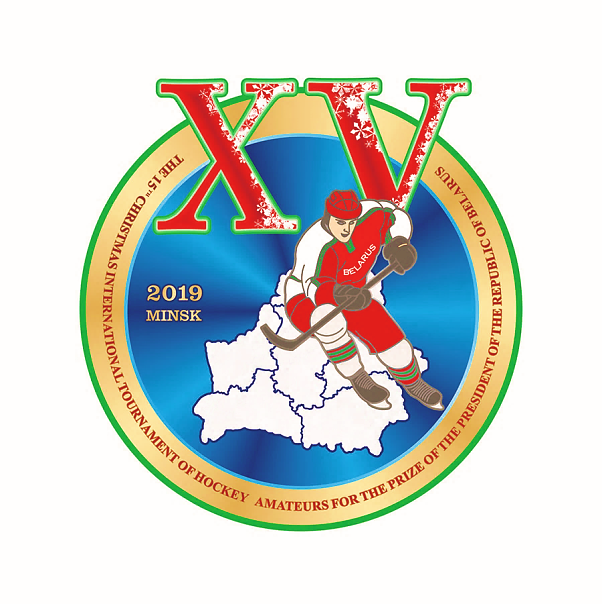 XV
THE 15TH CHRISTMAS INTERNATIONAL TOURNAMENT OF HOCKEY AMATEURS FOR THE PRIZE OF THE PRESIDENT OF THE REPUBLIC OF BELARUS
BELARUS
2019
MINSK